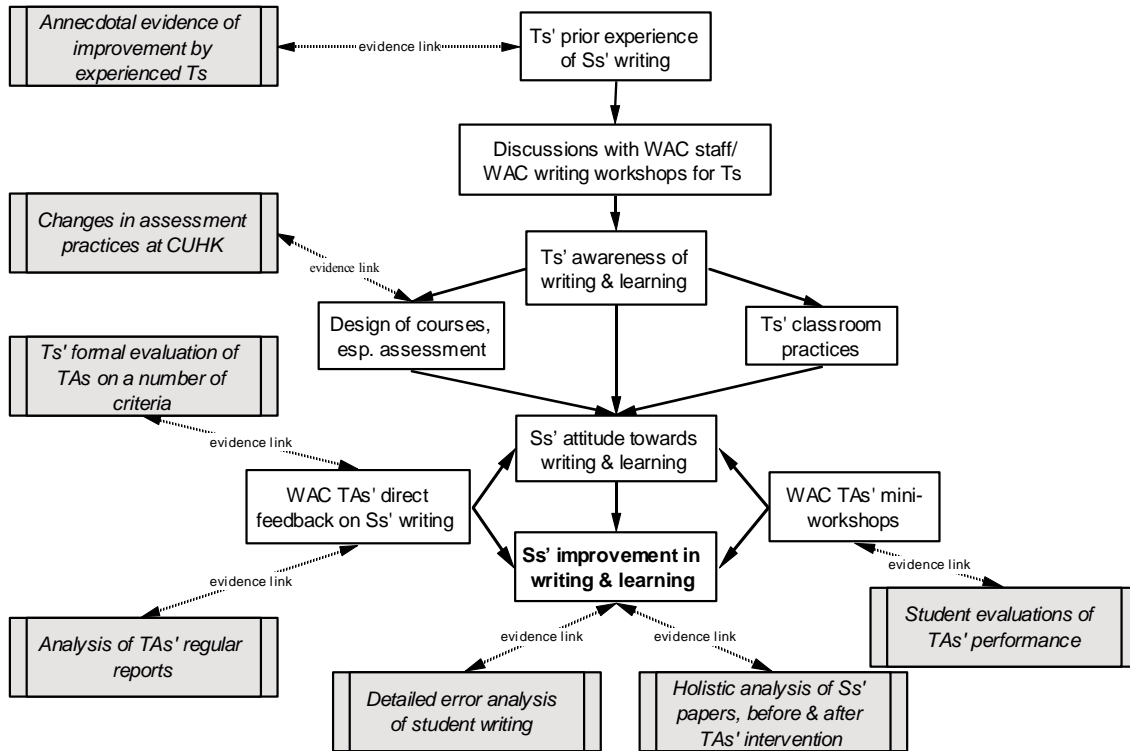 Annecdotal evidence of
improvement by
experienced Ts
evidence link
Ts' prior experience
of Ss' writing
Discussions with WAC staff/
WAC writing workshops for Ts
Changes in assessment
practices at CUHK
evidence link
Ts' awareness of
writing & learning
Design of courses,
esp. assessment
Ts' classroom
practices
Ts' formal evaluation of
TAs on a number of
criteria
evidence link
Ss' attitude towards
writing & learning
WAC TAs' direct
feedback on Ss' writing
WAC TAs' mini-
workshops
Ss' improvement in
writing & learning
evidence link
evidence link
Analysis of TAs' regular
reports
Student evaluations of
TAs' performance
evidence link
evidence link
Detailed error analysis
of student writing
Holistic analysis of Ss'
papers, before & after
TAs' intervention